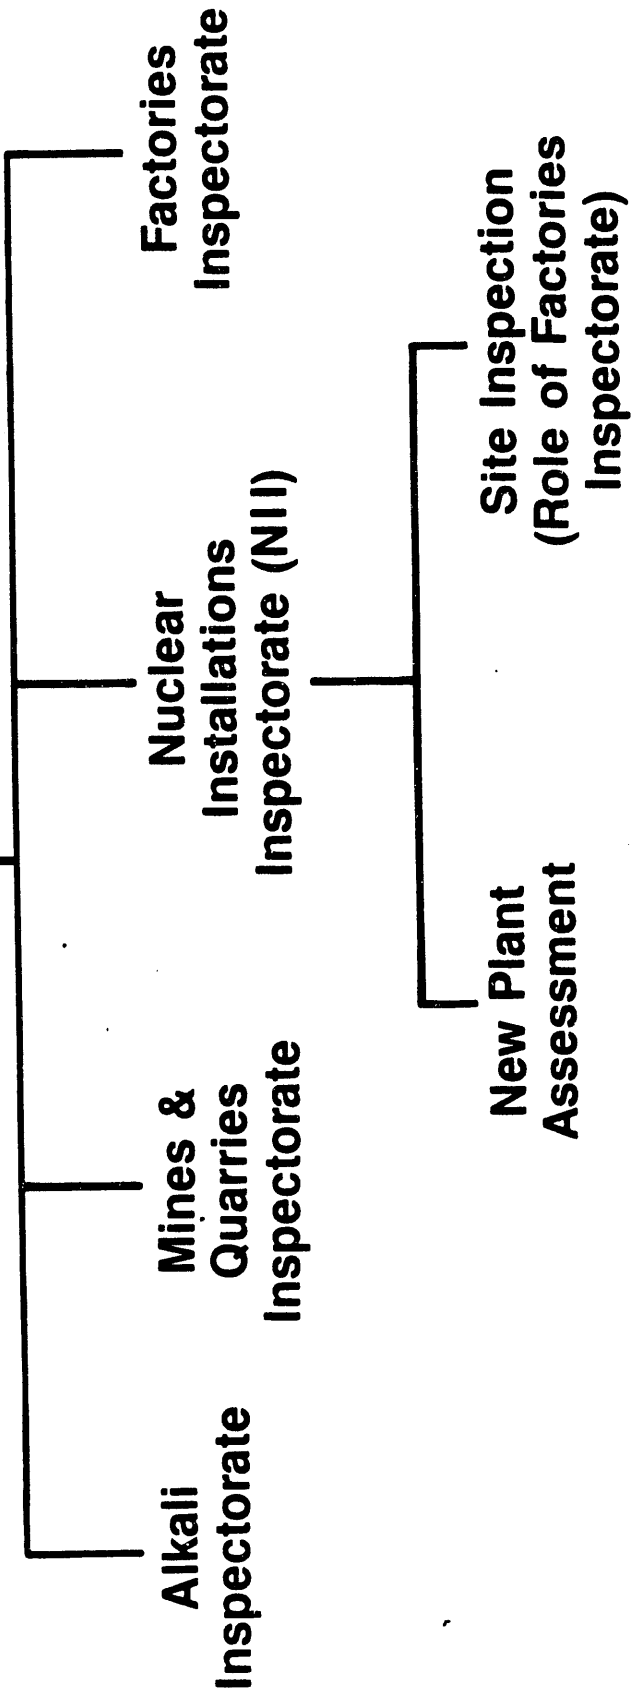 Alkali
Inspectorate
Mines &
Quarries
Inspectorate
Nuclear
Installations
Inspectorate (NII)
Factories
Inspectorate
New Plant
Assessment
Site Inspection
(Role of Factories
Inspectorate)